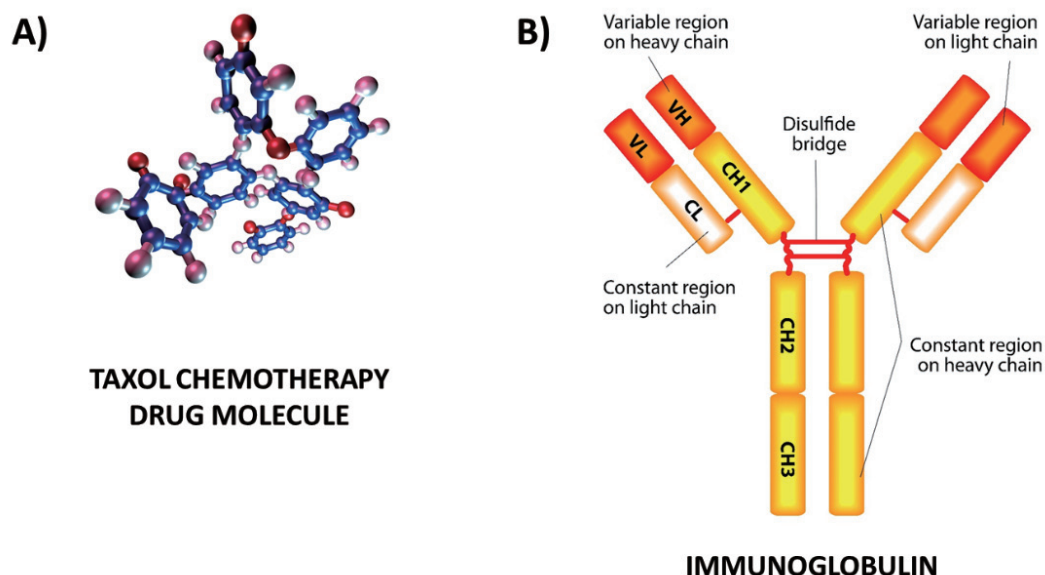 A)
TAXOL CHEMOTHERAPY
DRUG MOLECULE
B)
Variable region
on heavy chain
Variable region
on light chain
Disulfide
bridge
VH
VL
CH1
CL
Constant region
on light chain
CH2
Constant region
on heavy chain
CH3
IMMUNOGLOBULIN